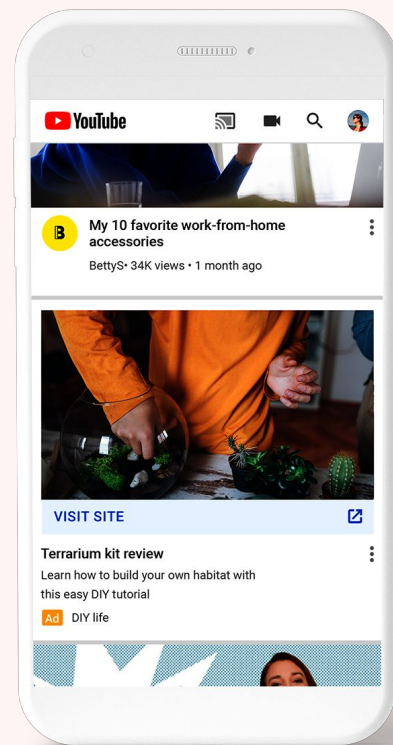 YouTube
B
My 10 favorite work-from-home
accessories
BettyS• 34K views • 1 month ago
VISIT SITE
Terrarium kit review
Learn how to build your own habitat with
this easy DIY tutorial
Ad DIY life